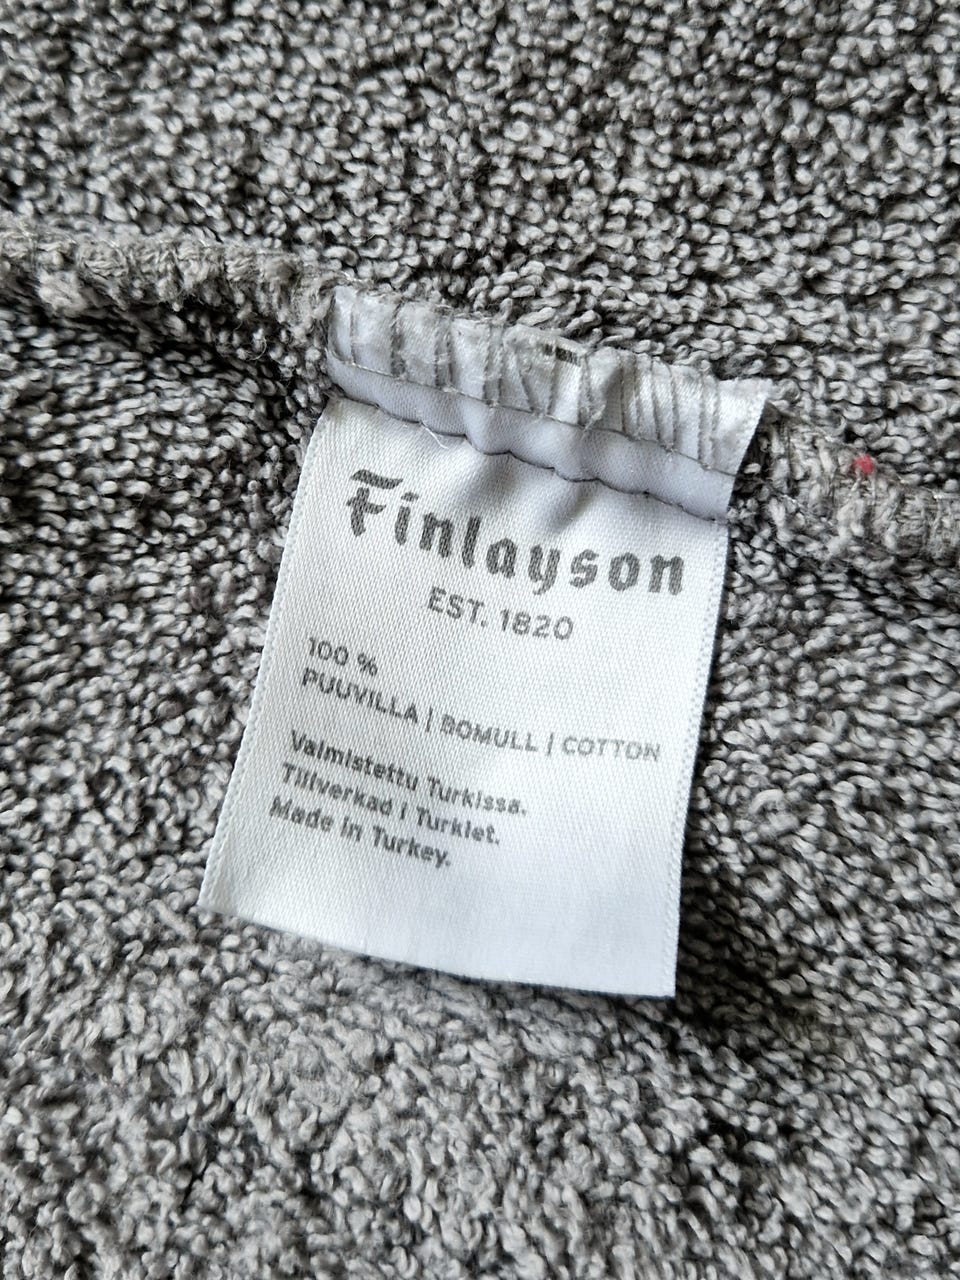 Finlayson
EST. 1820
100 %
PUUVILLA | BOMULL | COTTON
Valmistettu Turkissa.
Tillverkad i Turkiet.
Made in Turkey.